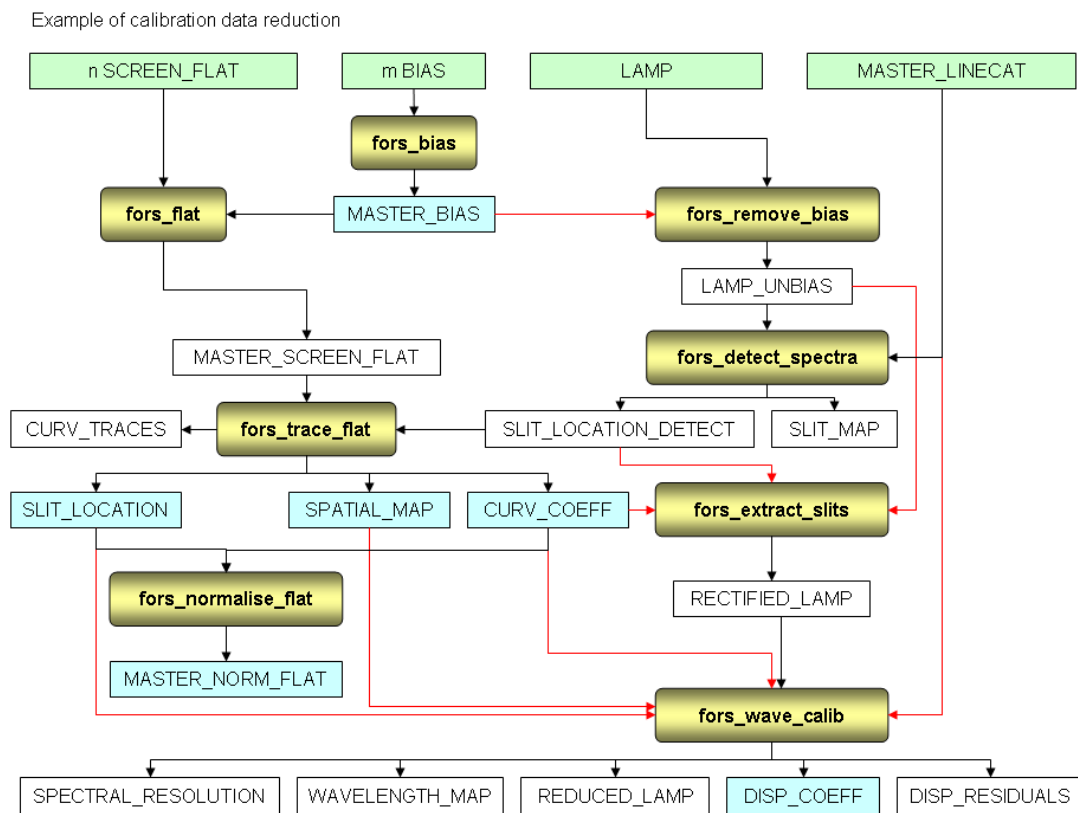 Example of calibration data reduction
n SCREEN_FLAT
m BIAS
LAMP
MASTER_LINECAT
fors_bias
fors_flat
MASTER_BIAS
fors_remove_bias
LAMP_UNBIAS
MASTER_SCREEN_FLAT
fors_detect_spectra
CURV_TRACES
fors_trace_flat
SLIT_LOCATION_DETECT
SLIT_MAP
SLIT_LOCATION
SPATIAL_MAP
CURV_COEFF
fors_extract_slits
fors_normalise_flat
RECTIFIED_LAMP
MASTER_NORM_FLAT
fors_wave_calib
SPECTRAL_RESOLUTION
WAVELENGTH_MAP
REDUCED_LAMP
DISP_COEFF
DISP_RESIDUALS